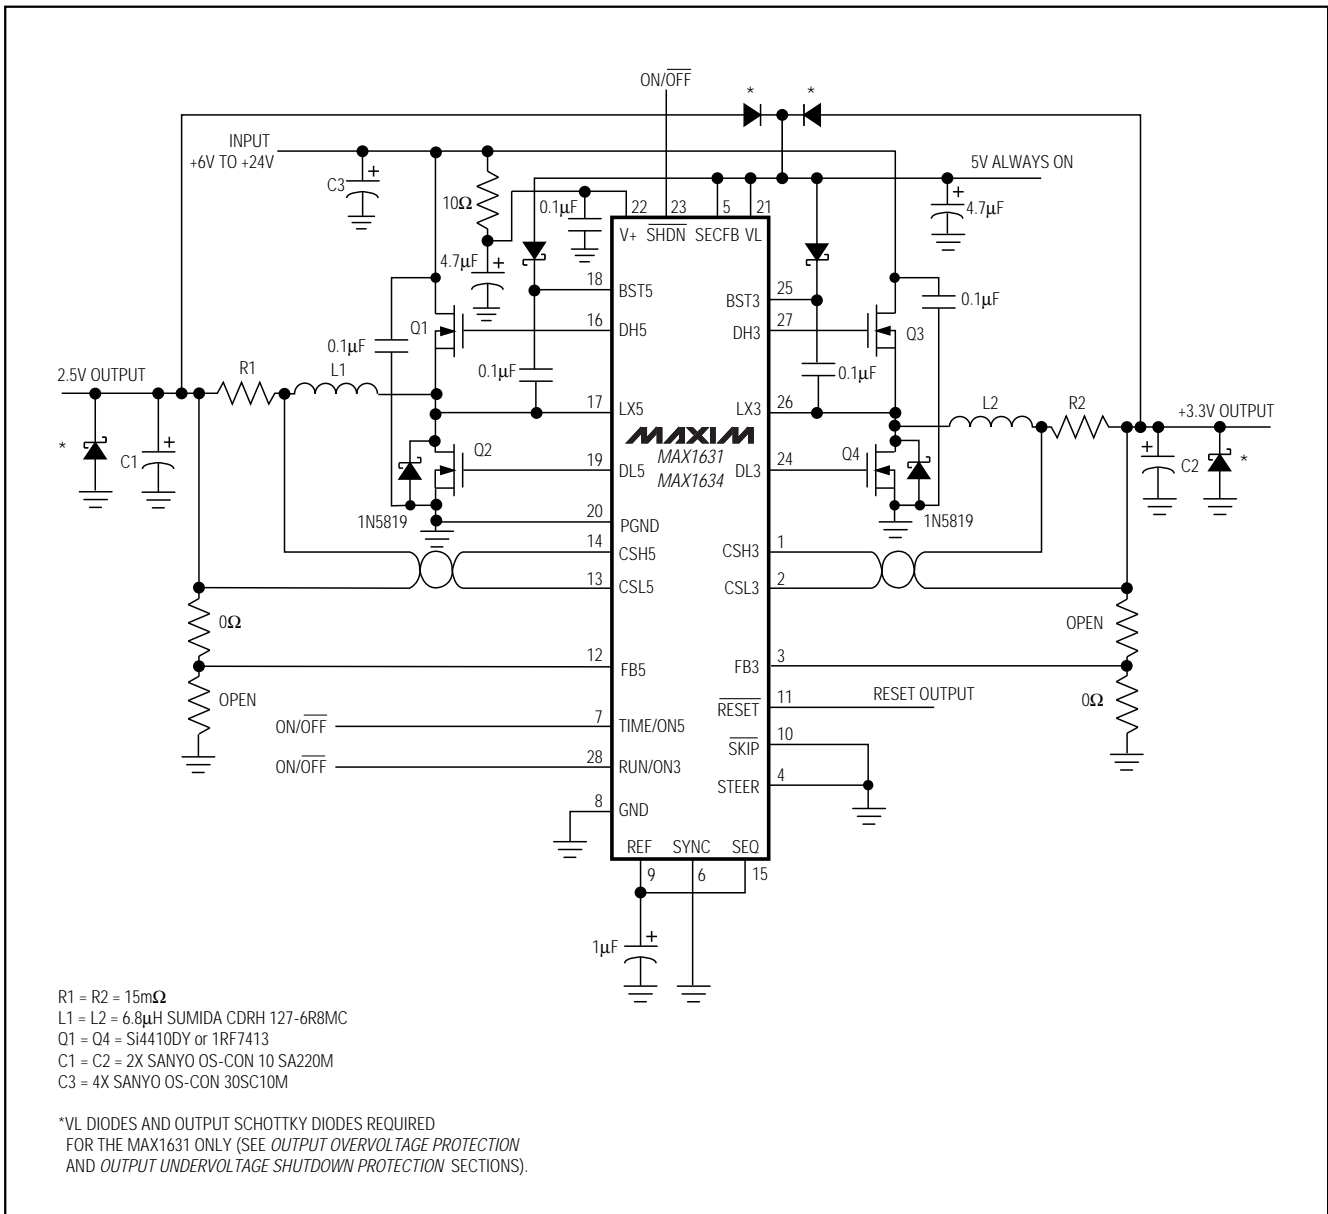 ON/OFF
* *
INPUT
+6V TO +24V
5V ALWAYS ON
C3
+
10Ω
0.1μF
22
23
5
21
+
4.7μF
V+
SHDN
SECFB
VL
4.7μF
+
18
BST5
BST3
25
0.1μF
Q1
16
DH5
DH3
27
Q3
0.1μF
2.5V OUTPUT
R1
L1
0.1μF
0.1μF
17
LX5
LX3
26
L2
R2
+3.3V OUTPUT
MAXIM
MAX1631
MAX1634
*
C1
+
Q2
19
DL5
DL3
24
Q4
+
C2
*
1N5819
20
PGND
1N5819
14
CSH5
CSH3
1
13
CSL5
CSL3
2
0Ω
OPEN
12
FB5
FB3
3
OPEN
RESET
11
RESET OUTPUT
0Ω
ON/OFF
7
TIME/ON5
SKIP
10
ON/OFF
28
RUN/ON3
STEER
4
8
GND
REF
SYNC
SEQ
9
6
15
1μF
+
R1 = R2 = 15mΩ
L1 = L2 = 6.8μH SUMIDA CDRH 127-6R8MC
Q1 = Q4 = Si4410DY or 1RF7413
C1 = C2 = 2X SANYO OS-CON 10 SA220M
C3 = 4X SANYO OS-CON 30SC10M
*VL DIODES AND OUTPUT SCHOTTKY DIODES REQUIRED
FOR THE MAX1631 ONLY (SEE OUTPUT OVERVOLTAGE PROTECTION
AND OUTPUT UNDERVOLTAGE SHUTDOWN PROTECTION SECTIONS).